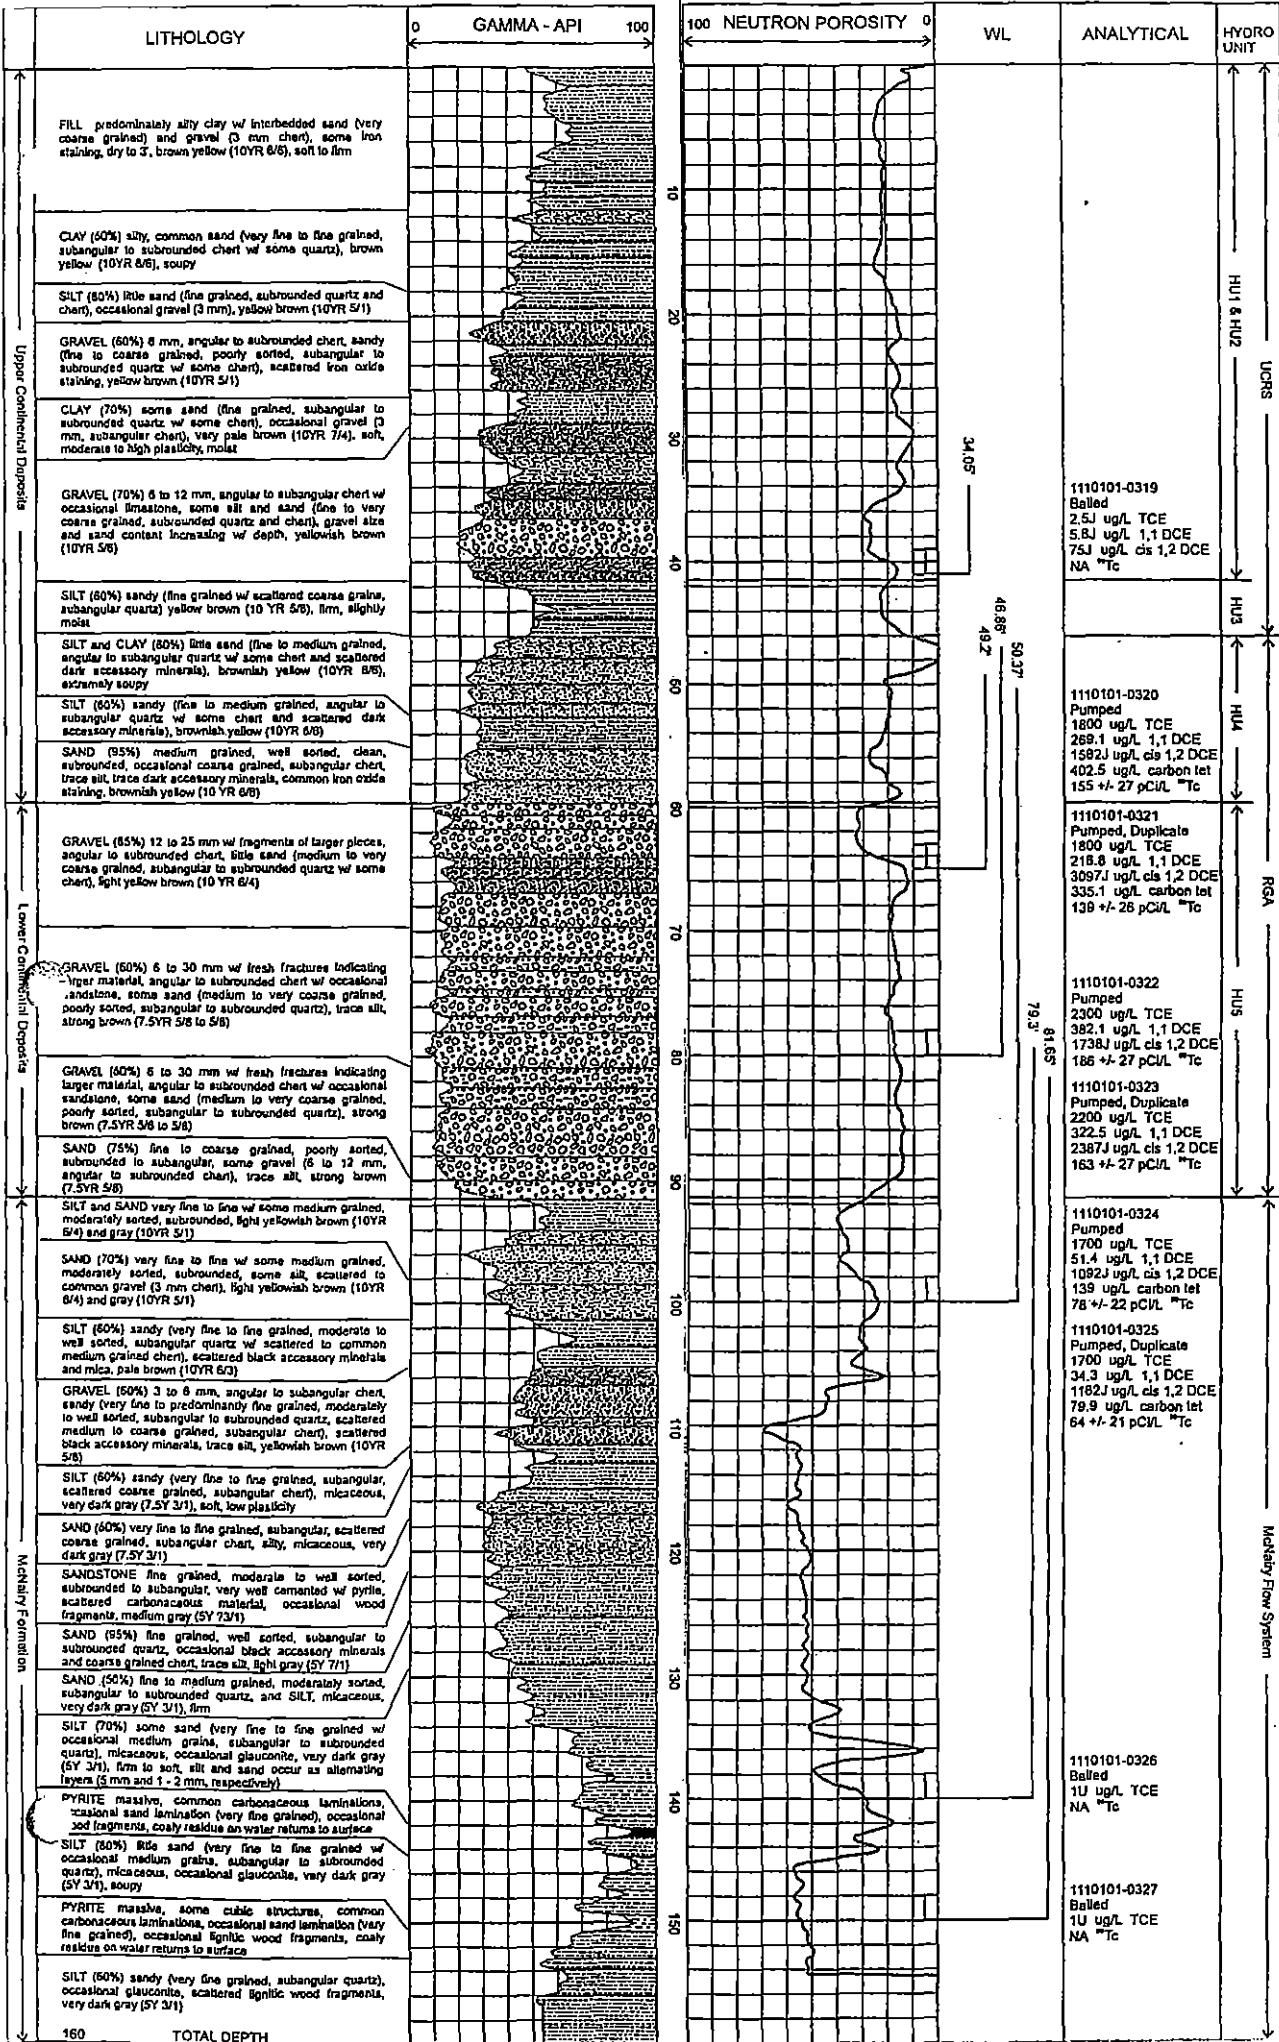 LITHOLOGY
0 GAMMA - API 100
100 NEUTRON POROSITY 0
WL
ANALYTICAL
HYDRO
UNIT
Upper Continental Deposits
FILL predominately silty clay w/ interbedded sand (very
coarse grained) and gravel (3 mm chert), some iron
staining, dry to 3', brown yellow (10YR 6/6), soft to firm
CLAY (60%) silty, common sand (very fine to fine grained,
subangular to subrounded chert w/ some quartz), brown
yellow (10YR 6/6), soupy
SILT (60%) little sand (fine grained, subrounded quartz and
chert), occasional gravel (3 mm), yellow brown (10YR 5/1)
GRAVEL (60%) 6 mm, angular to subrounded chert, sandy
(fine to coarse grained, poorly sorted, subangular to
subrounded quartz w/ some chert), scattered iron oxide
staining, yellow brown (10YR 5/1)
CLAY (70%) some sand (fine grained, subangular to
subrounded quartz w/ some chert), occasional gravel (3
mm, subangular chert), very pale brown (10YR 7/4), soft,
moderate to high plasticity, moist
GRAVEL (70%) 6 to 12 mm, angular to subangular chert w/
occasional limestone, some silt and sand (fine to very
coarse grained, subrounded quartz and chert), gravel size
and sand content increasing w/ depth, yellowish brown
(10YR 5/6)
SILT (60%) sandy (fine grained w/ scattered coarse grains,
subangular quartz) yellow brown (10 YR 5/8), firm, slightly
moist
SILT and CLAY (80%) little sand (fine to medium grained,
angular to subangular quartz w/ some chert and scattered
dark accessory minerals), brownish yellow (10YR 6/6),
extremely soupy
SILT (60%) sandy (fine to medium grained, angular to
subangular quartz w/ some chert and scattered dark
accessory minerals), brownish yellow (10YR 6/8)
SAND (95%) medium grained, well sorted, clean,
subrounded, occasional coarse grained, subangular chert,
trace silt, trace dark accessory minerals, common iron oxide
staining, brownish yellow (10 YR 6/8)
Lower Continental Deposits
GRAVEL (85%) 12 to 25 mm w/ fragments of larger pieces,
angular to subrounded chert, little sand (medium to very
coarse grained, subangular to subrounded quartz w/ some
chert), light yellow brown (10 YR 6/4)
GRAVEL (60%) 6 to 30 mm w/ fresh fractures indicating
material, angular to subrounded chert w/ occasional
some sand (medium to very coarse grained,
poorly sorted, subangular to subrounded quartz), trace silt,
strong brown (7.5YR 5/6 to 5/8)
GRAVEL (60%) 6 to 30 mm w/ fresh fractures indicating
larger material, angular to subrounded chert w/ occasional
sandstone, some sand (medium to very coarse grained,
poorly sorted, subangular to subrounded quartz), strong
brown (7.5YR 5/6 to 5/8)
SAND (75%) fine to coarse grained, poorly sorted,
subrounded to subangular, some gravel (6 to 12 mm,
angular to subrounded chert), trace silt, strong brown
(7.5YR 5/8)
McNairy Formation
SILT and SAND very fine to fine w/ some medium grained,
moderately sorted, subrounded, light yellowish brown (10YR
6/4) and gray (10YR 5/1)
SAND (70%) very fine to fine w/ some medium grained,
moderately sorted, subrounded, some silt, scattered to
common gravel (3 mm chert), light yellowish brown (10YR
6/4) and gray (10YR 5/1)
SILT (60%) sandy (very fine to fine grained, moderate to
well sorted, subangular quartz w/ scattered to common
medium grained chert), scattered black accessory minerals
and mica, pale brown (10YR 6/3)
GRAVEL (60%) 3 to 6 mm, angular to subangular chert,
sandy (very fine to predominantly fine grained, moderately
to well sorted, subangular to subrounded quartz, scattered
medium to coarse grained, subangular chert), scattered
black accessory minerals, trace silt, yellowish brown (10YR
5/8)
SILT (60%) sandy (very fine to fine grained, subangular,
scattered coarse grained, subangular chert), micaceous,
very dark gray (7.5Y 3/1), soft, low plasticity
SAND (60%) very fine to fine grained, subangular, scattered
coarse grained, subangular chert, silty, micaceous, very
dark gray (7.5Y 3/1)
SANDSTONE fine grained, moderate to well sorted,
subrounded to subangular, very well cemented w/ pyrite,
scattered carbonaceous material, occasional wood
fragments, medium gray (5Y 73/1)
SAND (95%) fine grained, well sorted, subangular to
subrounded quartz, occasional black accessory minerals
and coarse grained chert, trace silt, light gray (5Y 7/1)
SAND (50%) fine to medium grained, moderately sorted,
subangular to subrounded quartz, and SILT, micaceous,
very dark gray (5Y 3/1), firm
SILT (70%) some sand (very fine to fine grained w/
occasional medium grains, subangular to subrounded
quartz), micaceous, occasional glauconite, very dark gray
(5Y 3/1), firm to soft, silt and sand occur as alternating
layers (5 mm and 1 - 2 mm, respectively)
PYRITE massive, common carbonaceous laminations,
sand lamination (very fine grained), occasional
fragments, coaly residue on water returns to surface
SILT (80%) little sand (very fine to fine grained w/
occasional medium grains, subangular to subrounded
quartz), micaceous, occasional glauconite, very dark gray
(5Y 3/1), soupy
PYRITE massive, some cubic structures, common
carbonaceous laminations, occasional sand lamination (very
fine grained), occasional lignitic wood fragments, coaly
residue on water returns to surface
SILT (60%) sandy (very fine grained, subangular quartz),
occasional glauconite, scattered lignitic wood fragments,
very dark gray (5Y 3/1)
160 TOTAL DEPTH
10
20
30
40
50
60
70
80
90
100
110
120
130
140
150
34.05'
46.86'
49.2'
50.37'
79.3'
81.65'
1110101-0319
Bailed
2.5J ug/L TCE
5.8J ug/L 1,1 DCE
75J ug/L cis 1,2 DCE
NA 99Tc
1110101-0320
Pumped
1800 ug/L TCE
269.1 ug/L 1,1 DCE
1582J ug/L cis 1,2 DCE
402.5 ug/L carbon tet
155 +/- 27 pCi/L 99Tc
1110101-0321
Pumped, Duplicate
1800 ug/L TCE
216.8 ug/L 1,1 DCE
3097J ug/L cis 1,2 DCE
335.1 ug/L carbon tet
139 +/- 26 pCi/L 99Tc
1110101-0322
Pumped
2300 ug/L TCE
382.1 ug/L 1,1 DCE
1738J ug/L cis 1,2 DCE
186 +/- 27 pCi/L 99Tc
1110101-0323
Pumped, Duplicate
2200 ug/L TCE
322.5 ug/L 1,1 DCE
2387J ug/L cis 1,2 DCE
163 +/- 27 pCi/L 99Tc
1110101-0324
Pumped
1700 ug/L TCE
51.4 ug/L 1,1 DCE
1092J ug/L cis 1,2 DCE
139 ug/L carbon tet
78 +/- 22 pCi/L 99Tc
1110101-0325
Pumped, Duplicate
1700 ug/L TCE
34.3 ug/L 1,1 DCE
1162J ug/L cis 1,2 DCE
79.9 ug/L carbon tet
64 +/- 21 pCi/L 99Tc
1110101-0326
Bailed
1U ug/L TCE
NA 99Tc
1110101-0327
Bailed
1U ug/L TCE
NA 99Tc
HU1 & HU2
HU3
HU4
HU5
UCRS
RGA
McNairy Flow System